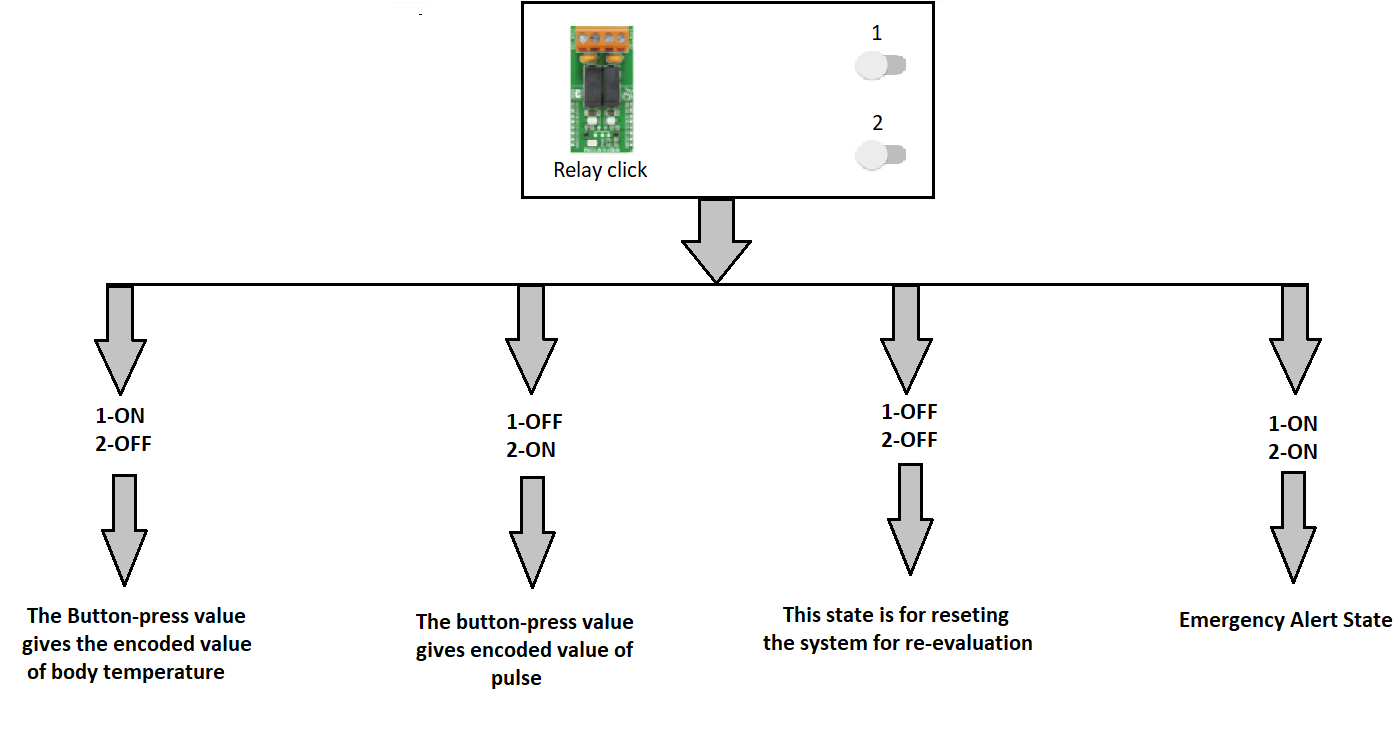 1
2
Relay click
1-ON
2-OFF
1-OFF
2-ON
1-OFF
2-OFF
1-ON
2-ON
The Button-press value
gives the encoded value
of body temperature
The button-press value
gives encoded value of
pulse
This state is for reseting
the system for re-evaluation
Emergency Alert State